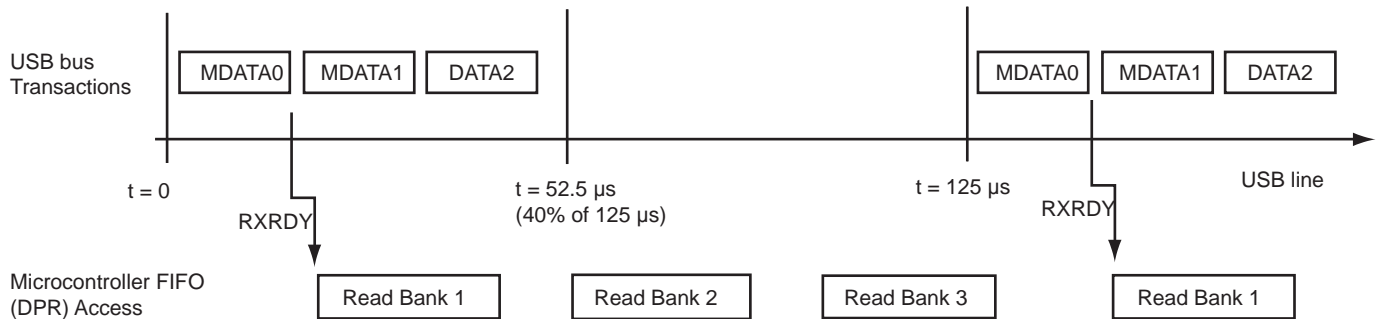 USB bus
Transactions
MDATA0 MDATA1 DATA2 MDATA0 MDATA1 DATA2
t = 0
t = 52.5 µs
(40% of 125 µs)
t = 125 µs
USB line
RXRDY RXRDY
Microcontroller FIFO
(DPR) Access
Read Bank 1 Read Bank 2 Read Bank 3 Read Bank 1